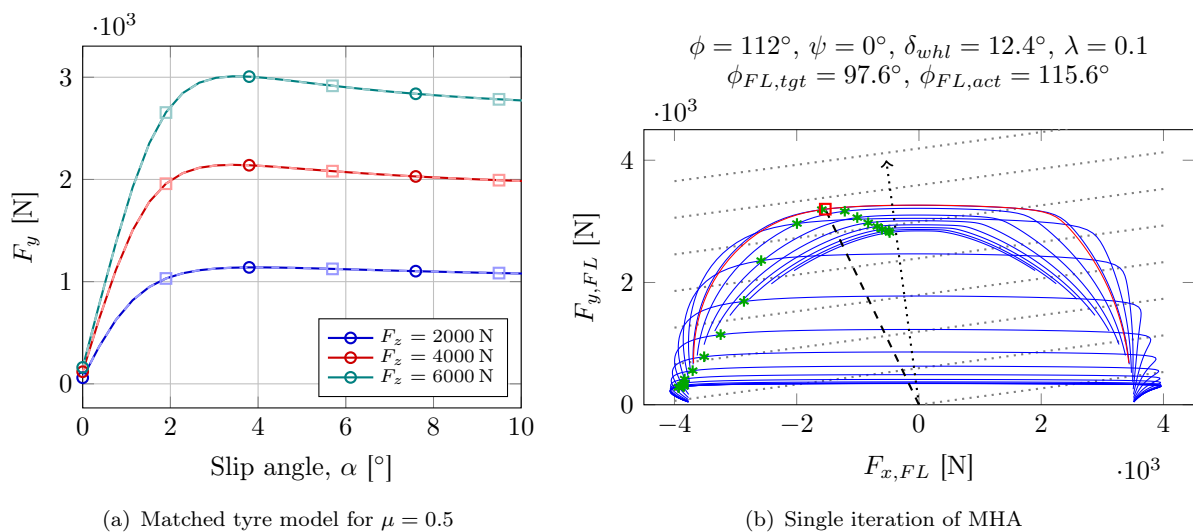 ·10³
3
2
1
0
F_y [N]
0 2 4 6 8 10
Slip angle, α [°]
F_z = 2000 N
F_z = 4000 N
F_z = 6000 N
(a) Matched tyre model for μ = 0.5
ϕ = 112°, ψ = 0°, δ_whl = 12.4°, λ = 0.1
ϕ_FL,tgt = 97.6°, ϕ_FL,act = 115.6°
·10³
4
2
0
F_y,FL [N]
−4 −2 0 2 4
F_x,FL [N]
·10³
(b) Single iteration of MHA